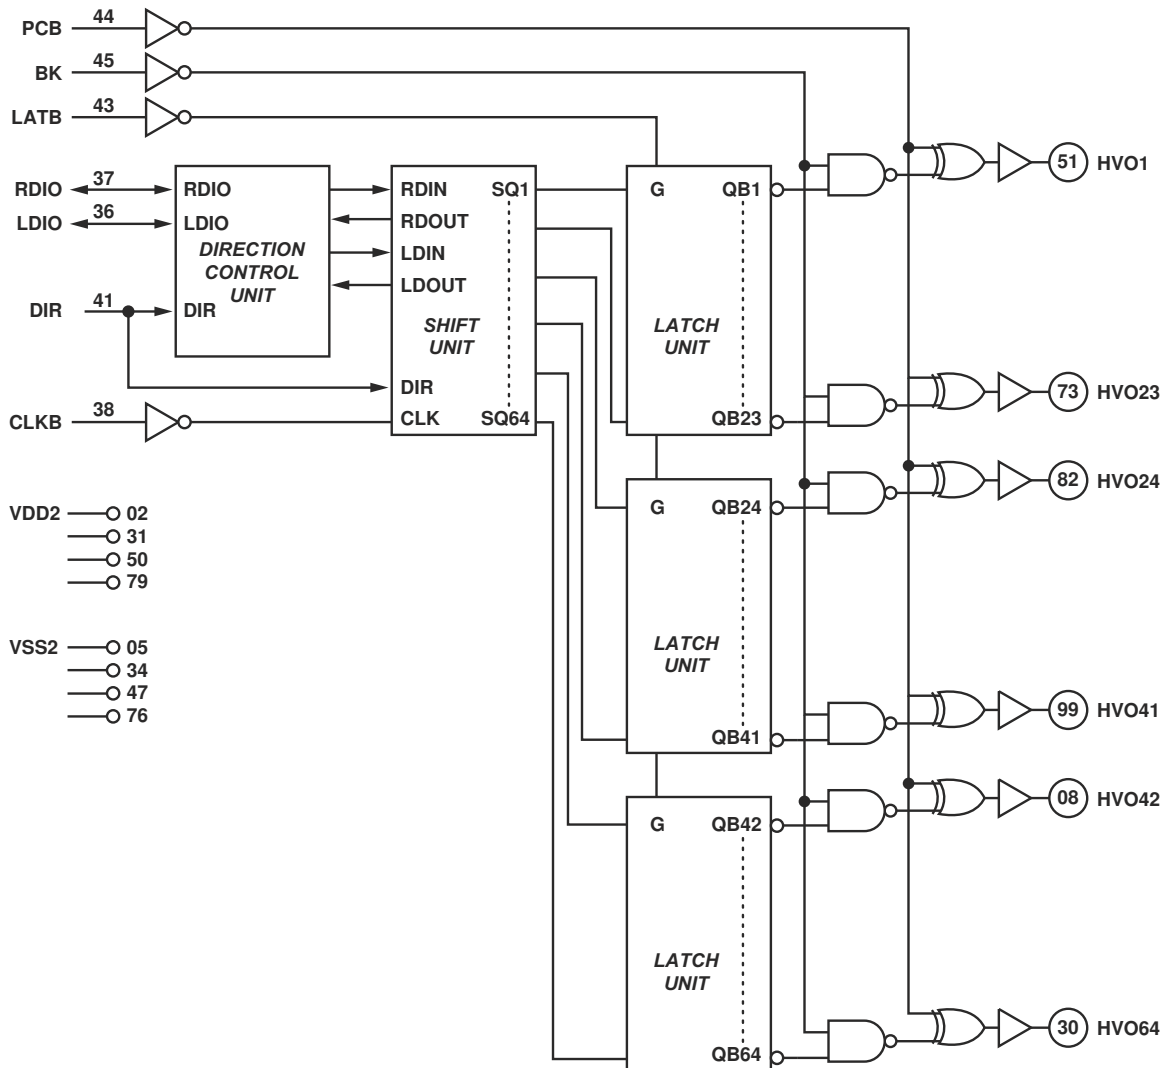 PCB 44
BK 45
LATB 43
RDIO 37
LDIO 36
DIR 41
CLKB 38
RDIO
LDIO
DIRECTION
CONTROL
UNIT
DIR
RDIN SQ1
RDOUT
LDIN
LDOUT
SHIFT
UNIT
DIR
CLK SQ64
G QB1
LATCH
UNIT
QB23
G QB24
LATCH
UNIT
QB41
G QB42
LATCH
UNIT
QB64
51 HVO1
73 HVO23
82 HVO24
99 HVO41
08 HVO42
30 HVO64
VDD2 02
31
50
79
VSS2 05
34
47
76